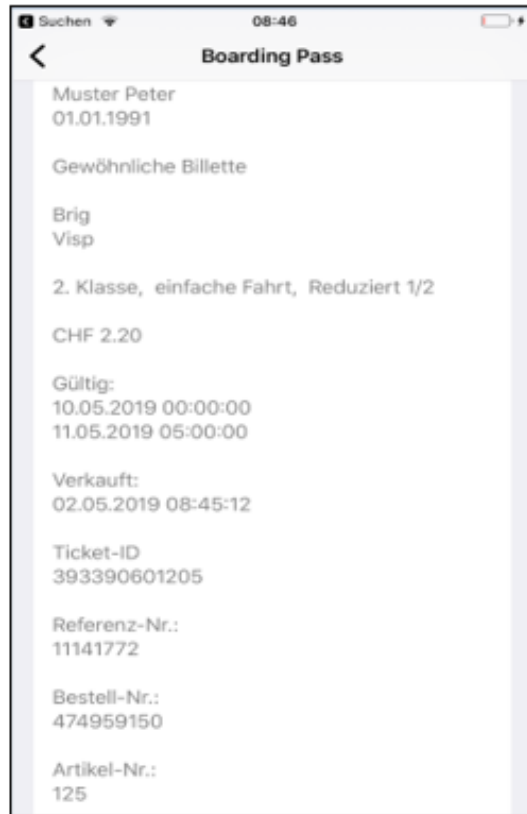 Suchen
08:46
Boarding Pass
Muster Peter
01.01.1991
Gewöhnliche Billette
Brig
Visp
2. Klasse, einfache Fahrt, Reduziert 1/2
CHF 2.20
Gültig:
10.05.2019 00:00:00
11.05.2019 05:00:00
Verkauft:
02.05.2019 08:45:12
Ticket-ID
393390601205
Referenz-Nr.:
11141772
Bestell-Nr.:
474959150
Artikel-Nr.:
125